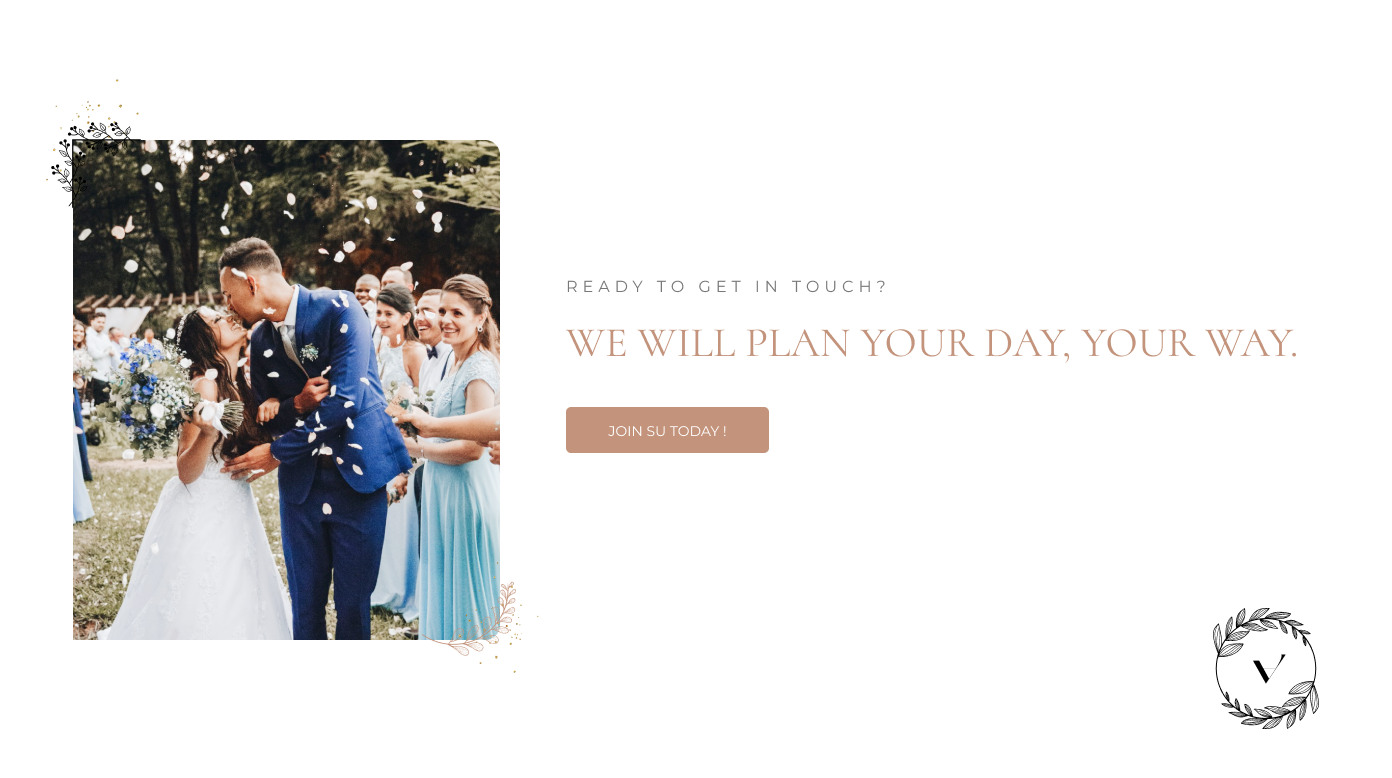 READY TO GET IN TOUCH?
WE WILL PLAN YOUR DAY, YOUR WAY.
JOIN SU TODAY !
V